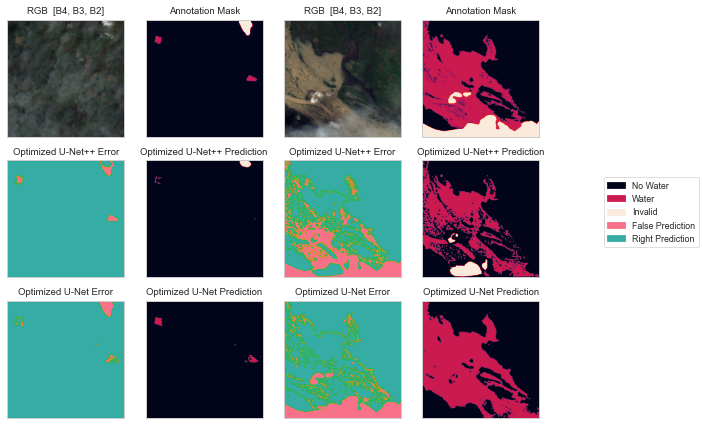 RGB [B4, B3, B2]
Annotation Mask
RGB [B4, B3, B2]
Annotation Mask
Optimized U-Net++ Error
Optimized U-Net++ Prediction
Optimized U-Net++ Error
Optimized U-Net++ Prediction
No Water
Water
Invalid
False Prediction
Right Prediction
Optimized U-Net Error
Optimized U-Net Prediction
Optimized U-Net Error
Optimized U-Net Prediction